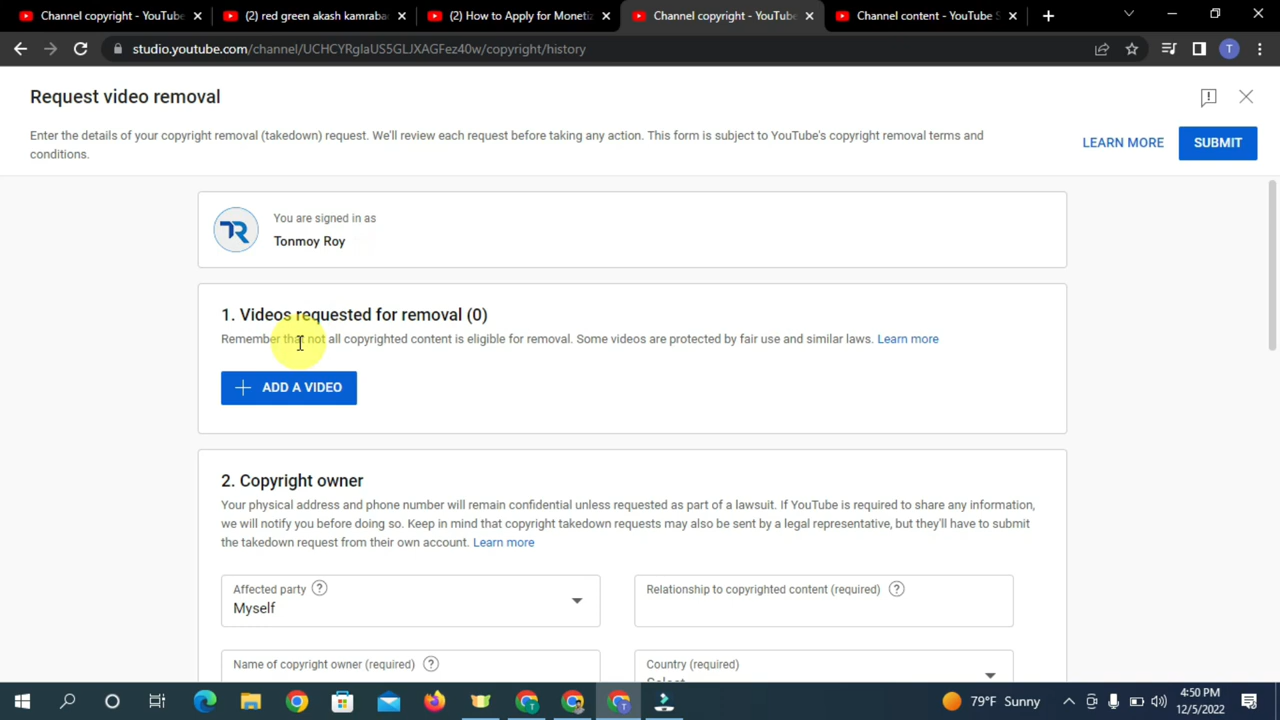 Channel copyright - YouTube
(2) red green akash kamrabad
(2) How to Apply for Monetiz
Channel copyright - YouTube
Channel content - YouTube S
studio.youtube.com/channel/UCHCYRglaUS5GLJXAGFez40w/copyright/history
T
Request video removal
Enter the details of your copyright removal (takedown) request. We'll review each request before taking any action. This form is subject to YouTube's copyright removal terms and
conditions.
LEARN MORE
SUBMIT
TR
You are signed in as
Tonmoy Roy
1. Videos requested for removal (0)
Remember that not all copyrighted content is eligible for removal. Some videos are protected by fair use and similar laws. Learn more
ADD A VIDEO
2. Copyright owner
Your physical address and phone number will remain confidential unless requested as part of a lawsuit. If YouTube is required to share any information,
we will notify you before doing so. Keep in mind that copyright takedown requests may also be sent by a legal representative, but they'll have to submit
the takedown request from their own account. Learn more
Affected party
Myself
Relationship to copyrighted content (required)
Name of copyright owner (required)
Country (required)
Select
79°F Sunny
4:50 PM
12/5/2022